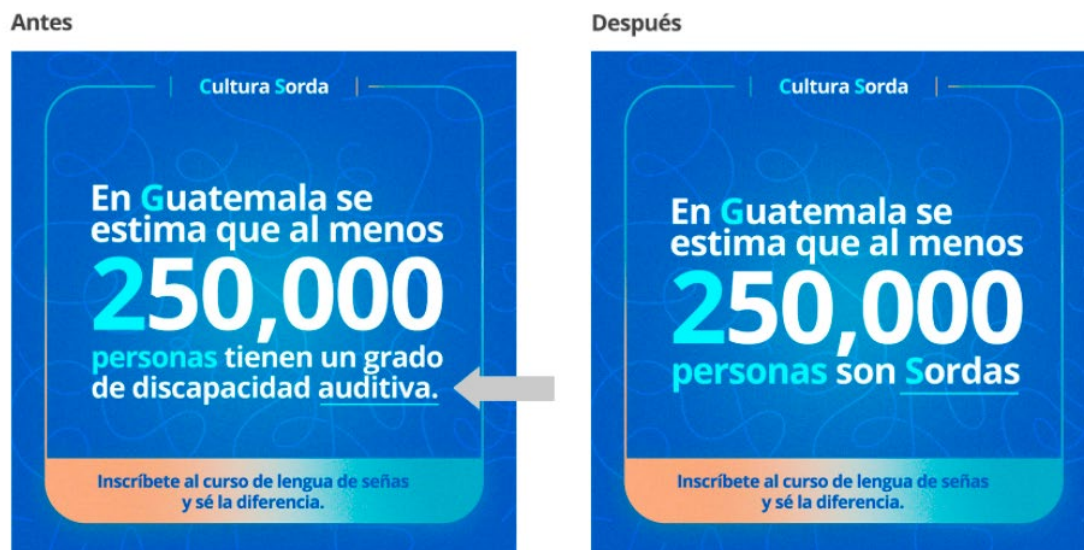 Antes
Cultura Sorda
En Guatemala se
estima que al menos
250,000
personas tienen un grado
de discapacidad auditiva.
Inscríbete al curso de lengua de señas
y sé la diferencia.
Después
Cultura Sorda
En Guatemala se
estima que al menos
250,000
personas son Sordas
Inscríbete al curso de lengua de señas
y sé la diferencia.